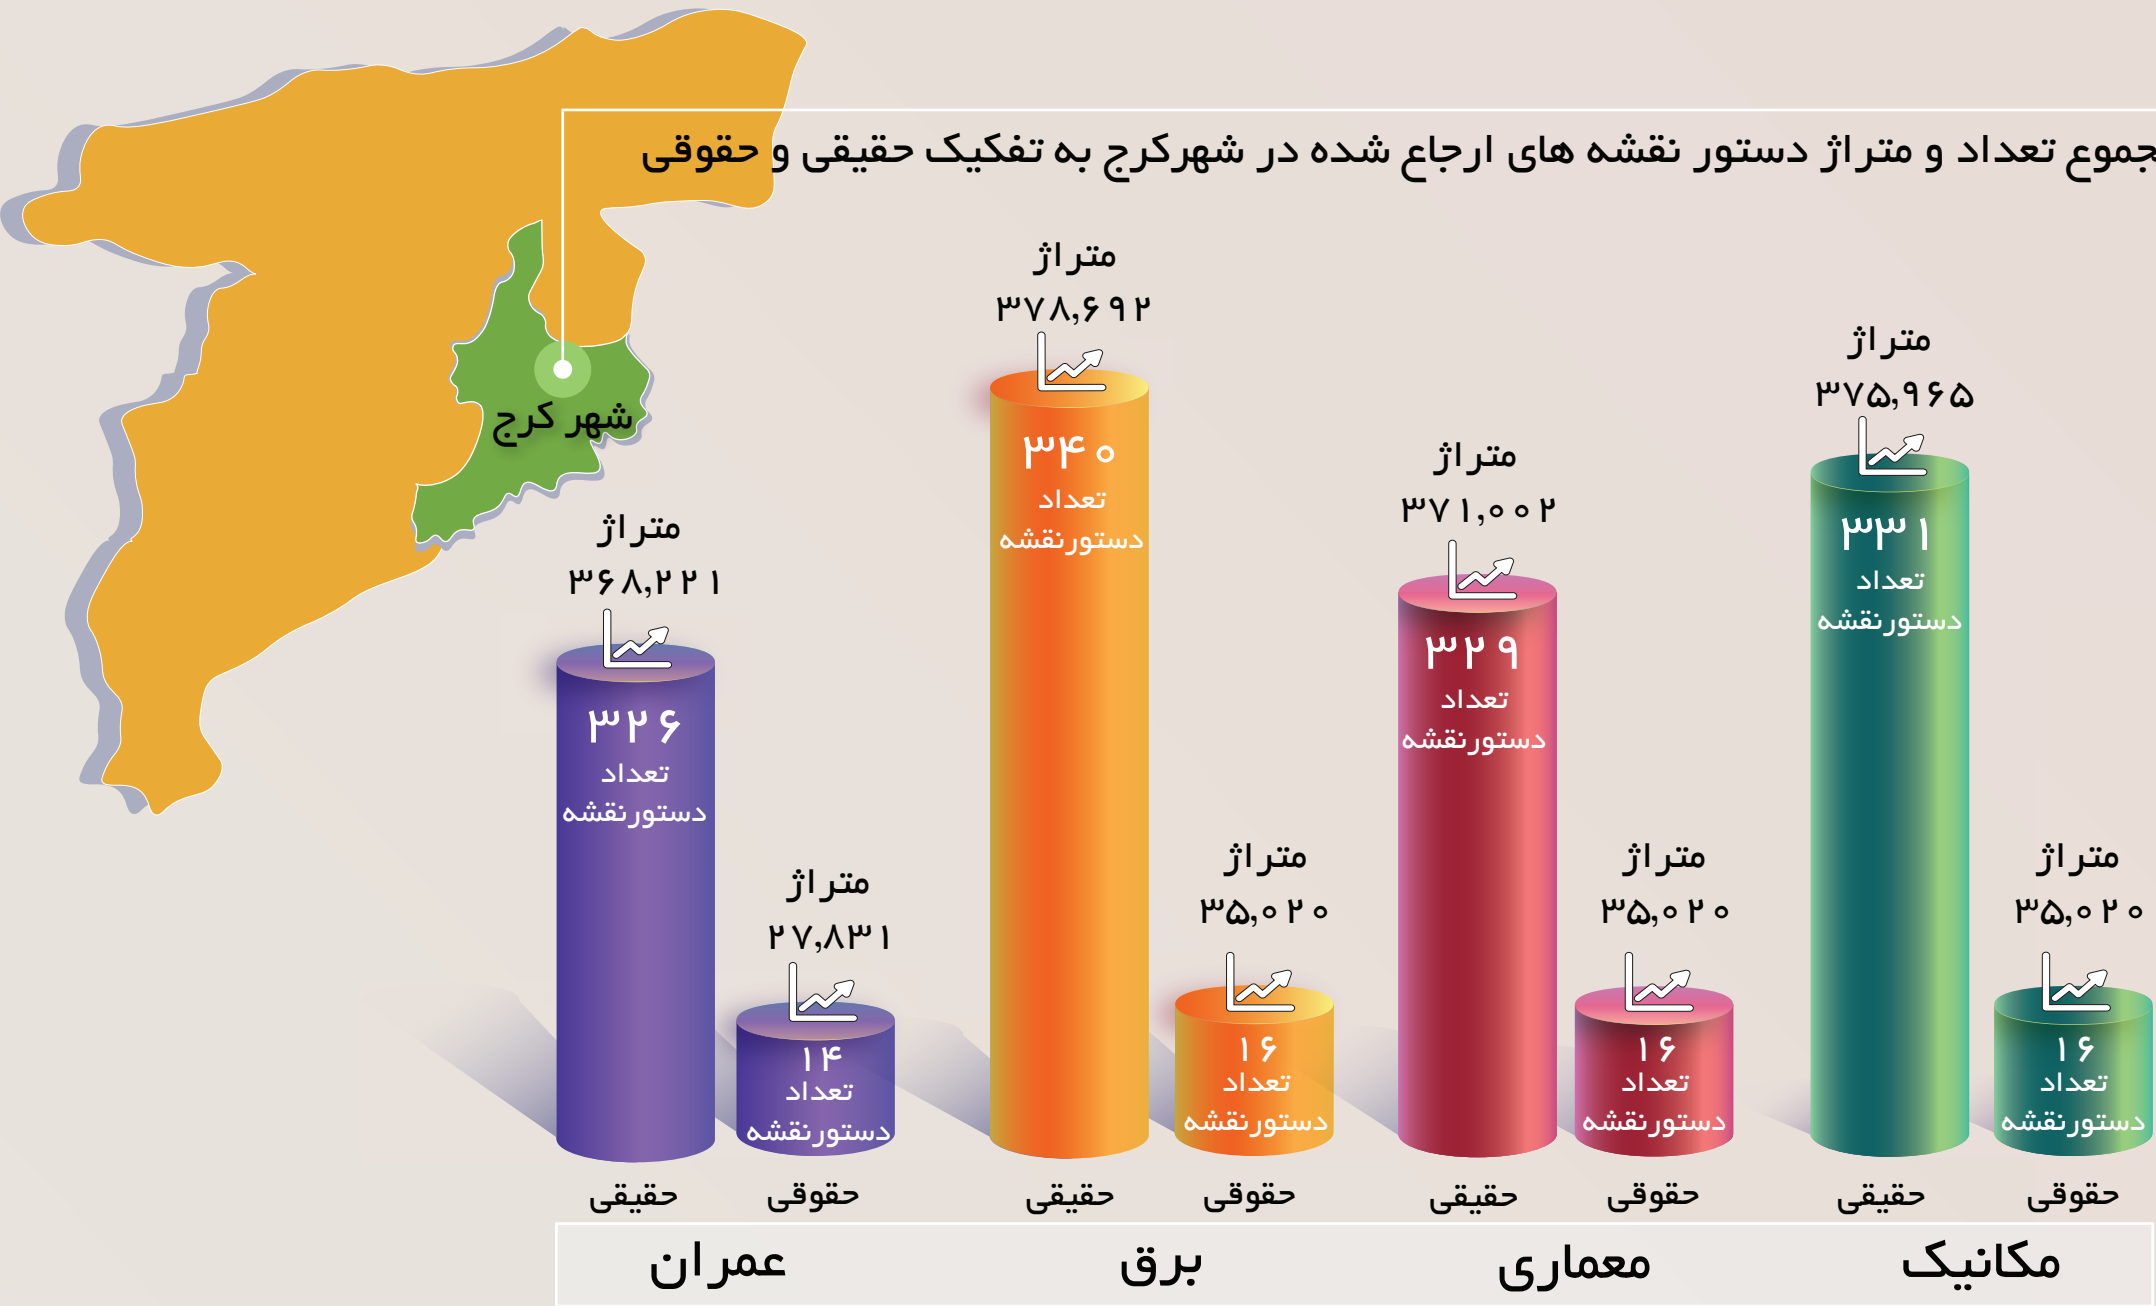 جموع تعداد و متراژ دستور نقشه های ارجاع شده در شهرکرج به تفکیک حقیقی و حقوقی
شهر کرج
متراژ
۳۶۸,۲۲۱
۳۲۶
تعداد
دستورنقشه
حقیقی
متراژ
۲۷,۸۳۱
۱۴
تعداد
دستورنقشه
حقوقی
عمران
متراژ
۳۷۸,۶۹۲
۳۴۰
تعداد
دستورنقشه
حقیقی
متراژ
۳۵,۰۲۰
۱۶
تعداد
دستورنقشه
حقوقی
برق
متراژ
۳۷۱,۰۰۲
۳۲۹
تعداد
دستورنقشه
حقیقی
متراژ
۳۵,۰۲۰
۱۶
تعداد
دستورنقشه
حقوقی
معماری
متراژ
۳۷۵,۹۶۵
۳۳۱
تعداد
دستورنقشه
حقیقی
متراژ
۳۵,۰۲۰
۱۶
تعداد
دستورنقشه
حقوقی
مکانیک